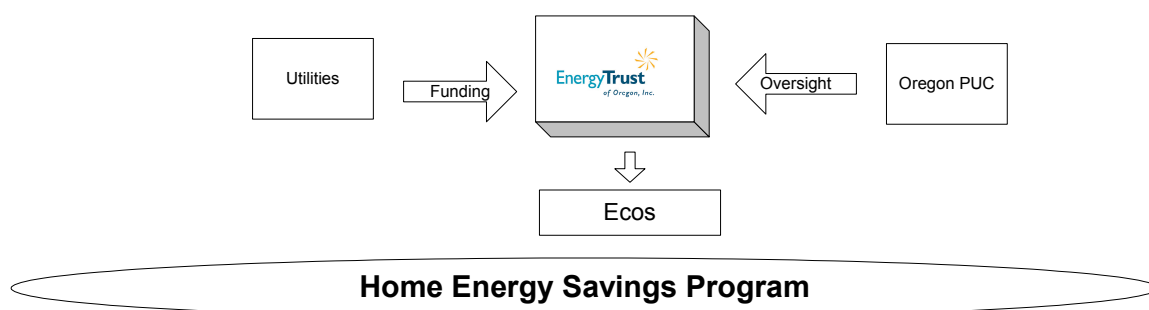 Utilities
Funding
EnergyTrust
of Oregon, Inc.
Oversight
Oregon PUC
Ecos
Home Energy Savings Program